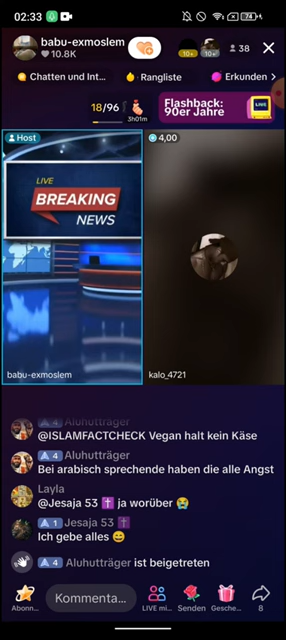 02:33
74
babu-exmoslem
10.8K
10+
10+
38
Chatten und Int...
Rangliste
Erkunden
18/96
3h01m
Flashback:
90er Jahre
LIVE
Host
4,00
LIVE
BREAKING
NEWS
babu-exmoslem
kalo_4721
4 Aluhutträger
@ISLAMFACTCHECK Vegan halt kein Käse
4 Aluhutträger
Bei arabisch sprechende haben die alle Angst
Layla
@Jesaja 53 ✝️ ja worüber 😭
1 Jesaja 53 ✝️
Ich gebe alles 😄
4 Aluhutträger ist beigetreten
Kommenta...
Abonn...
LIVE mi...
Senden
Gesche...
8